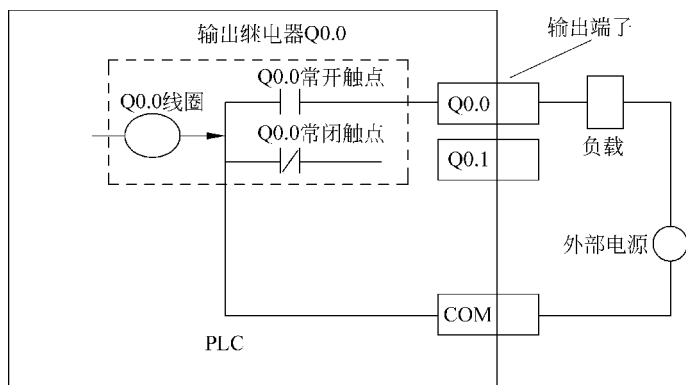 输出继电器Q0.0
输出端子
Q0.0常开触点
Q0.0线圈
Q0.0
Q0.0常闭触点
负载
Q0.1
外部电源
COM
PLC